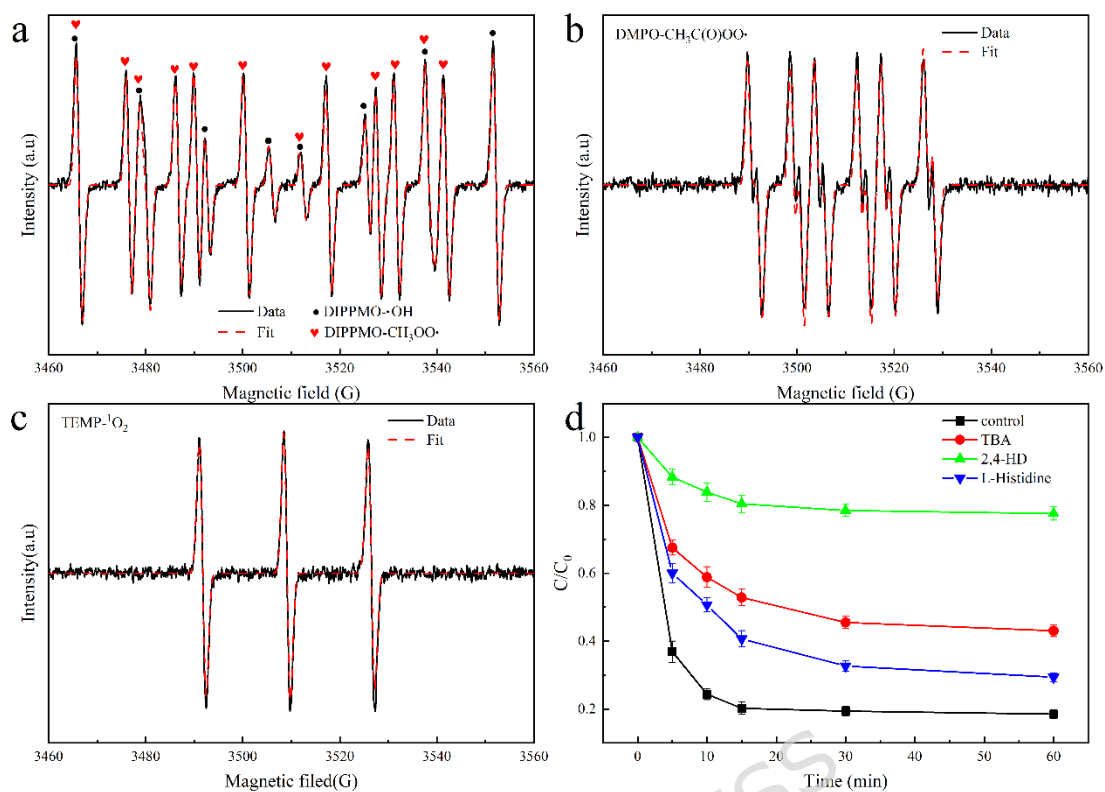 a
Intensity (a.u)
Data
Fit
DIPPMO-·OH
DIPPMO-CH₃OO·
3460 3480 3500 3520 3540 3560
Magnetic field (G)
b
DMPO-CH₃C(O)OO·
Data
Fit
Intensity (a.u)
3460 3480 3500 3520 3540 3560
Magnetic field (G)
c
TEMP-¹O₂
Data
Fit
Intensity(a.u)
3460 3480 3500 3520 3540 3560
Magnetic filed(G)
d
control
TBA
2,4-HD
L-Histidine
C/C₀
1.0
0.8
0.6
0.4
0.2
0 10 20 30 40 50 60
Time (min)